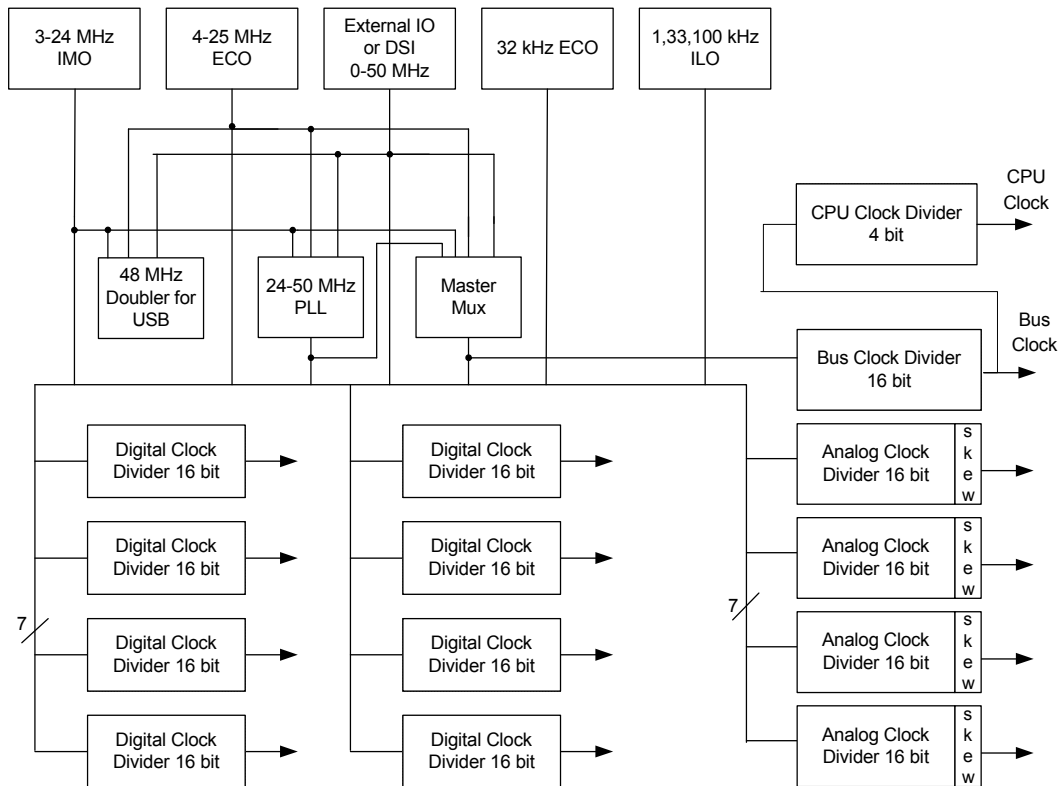 3-24 MHz
IMO
4-25 MHz
ECO
External IO
or DSI
0-50 MHz
32 kHz ECO
1,33,100 kHz
ILO
48 MHz
Doubler for
USB
24-50 MHz
PLL
Master
Mux
CPU Clock Divider
4 bit
CPU
Clock
Bus Clock Divider
16 bit
Bus
Clock
Digital Clock
Divider 16 bit
Digital Clock
Divider 16 bit
Analog Clock
Divider 16 bit
s
k
e
w
Digital Clock
Divider 16 bit
Digital Clock
Divider 16 bit
Analog Clock
Divider 16 bit
s
k
e
w
7
7
Digital Clock
Divider 16 bit
Digital Clock
Divider 16 bit
Analog Clock
Divider 16 bit
s
k
e
w
Digital Clock
Divider 16 bit
Digital Clock
Divider 16 bit
Analog Clock
Divider 16 bit
s
k
e
w